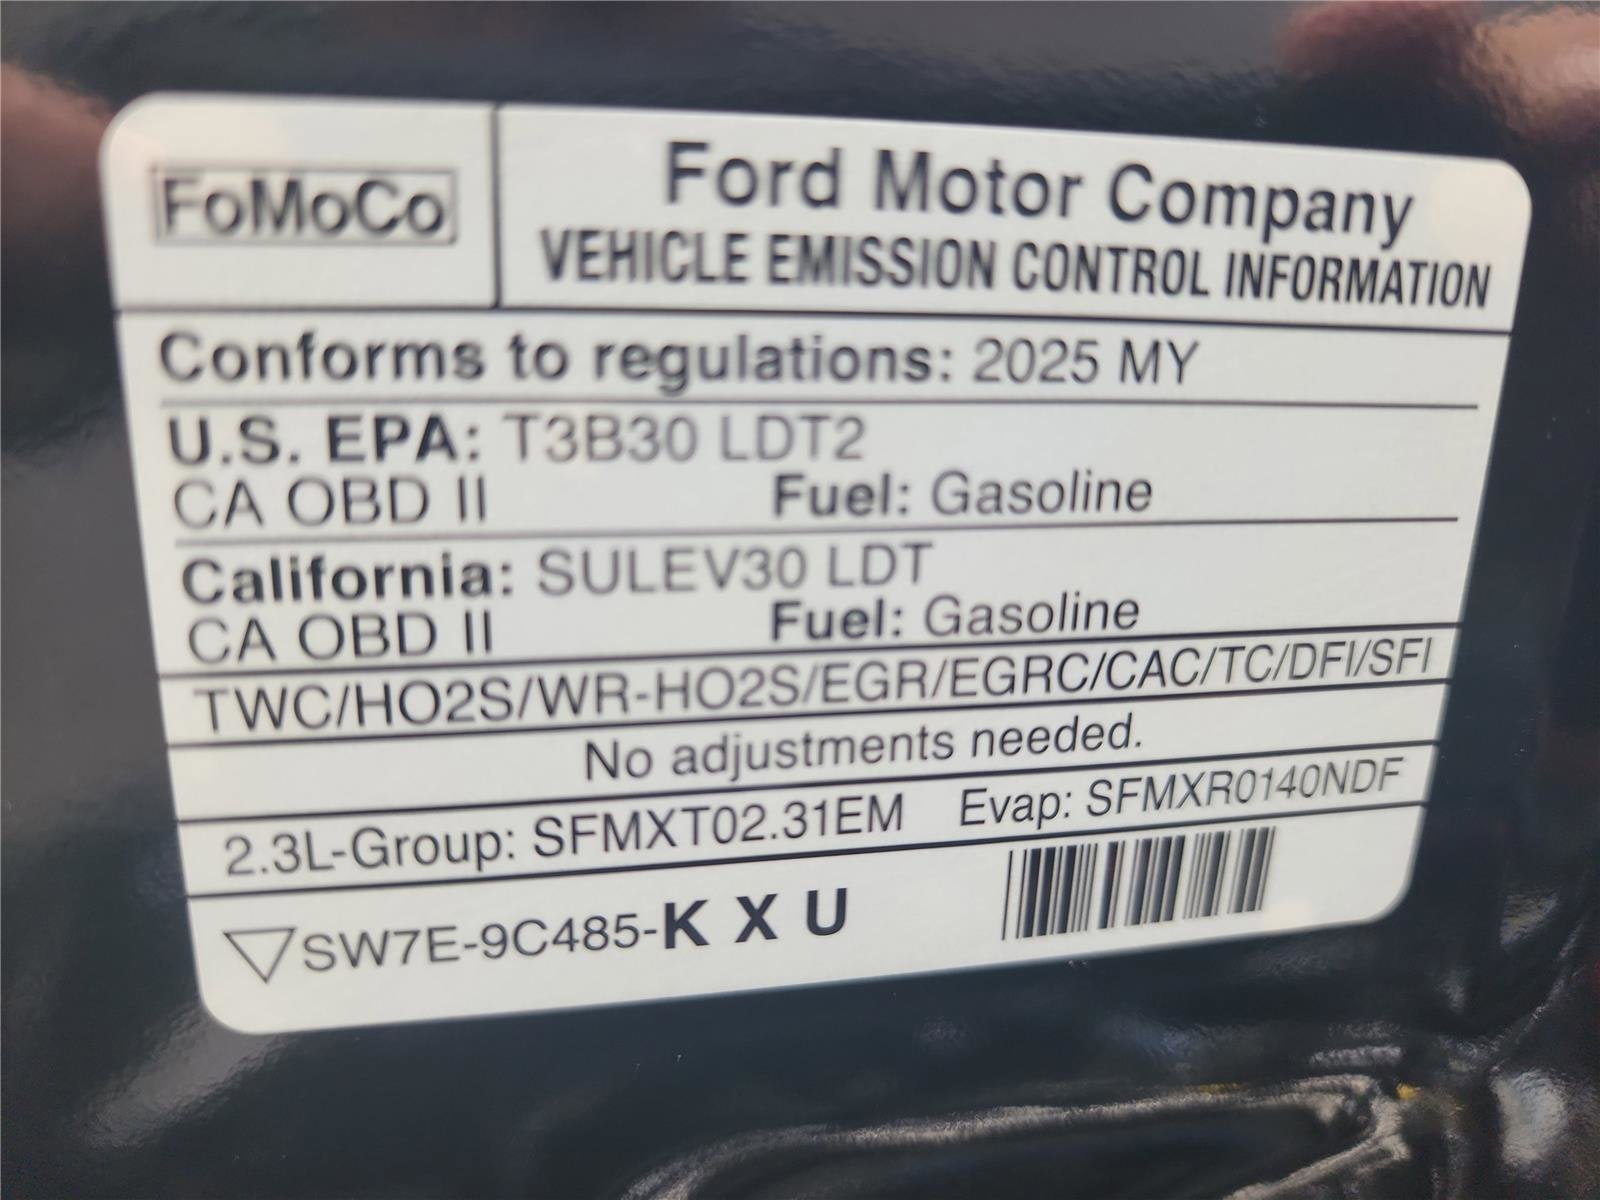 FoMoCo
Ford Motor Company
VEHICLE EMISSION CONTROL INFORMATION
Conforms to regulations: 2025 MY
U.S. EPA: T3B30 LDT2
CA OBD II Fuel: Gasoline
California: SULEV30 LDT
CA OBD II Fuel: Gasoline
TWC/HO2S/WR-HO2S/EGR/EGRC/CAC/TC/DFI/SFI
No adjustments needed.
2.3L-Group: SFMXT02.31EM Evap: SFMXR0140NDF
SW7E-9C485-K X U